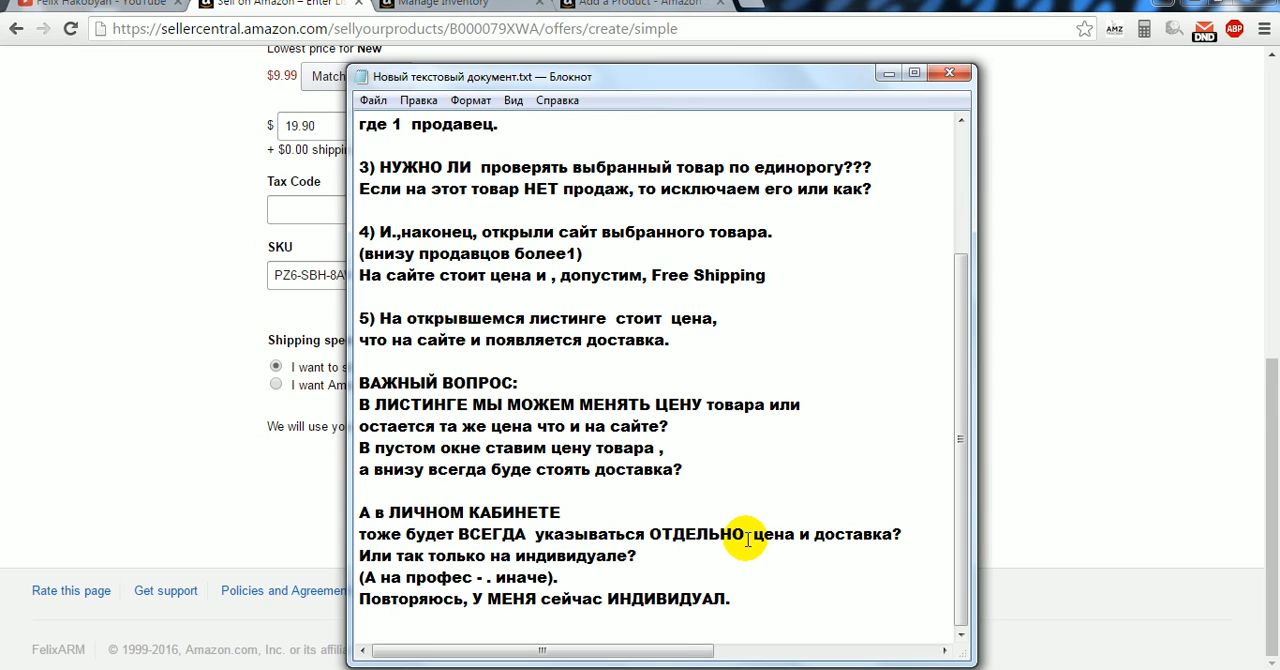 Felix Hakobyan - YouTube
Sell on Amazon – Enter Li
Manage Inventory
Add a Product - Amazon
https://sellercentral.amazon.com/sellyourproducts/B000079XWA/offers/create/simple
AMZ
DND
ABP
Lowest price for New
$9.99 Match
$ 19.90
+ $0.00 shippi
Tax Code
SKU
PZ6-SBH-8A
Shipping spe
I want to s
I want Am
We will use yo
Новый текстовый документ.txt — Блокнот
Файл Правка Формат Вид Справка
где 1 продавец.
3) НУЖНО ЛИ проверять выбранный товар по единорогу???
Если на этот товар НЕТ продаж, то исключаем его или как?
4) И.,наконец, открыли сайт выбранного товара.
(внизу продавцов более1)
На сайте стоит цена и , допустим, Free Shipping
5) На открывшемся листинге стоит цена,
что на сайте и появляется доставка.
ВАЖНЫЙ ВОПРОС:
В ЛИСТИНГЕ МЫ МОЖЕМ МЕНЯТЬ ЦЕНУ товара или
остается та же цена что и на сайте?
В пустом окне ставим цену товара ,
а внизу всегда буде стоять доставка?
А в ЛИЧНОМ КАБИНЕТЕ
тоже будет ВСЕГДА указываться ОТДЕЛЬНО цена и доставка?
Или так только на индивидуале?
(А на профес - . иначе).
Повторяюсь, У МЕНЯ сейчас ИНДИВИДУАЛ.
Rate this page Get support Policies and Agreemen
FelixARM © 1999-2016, Amazon.com, Inc. or its affilia